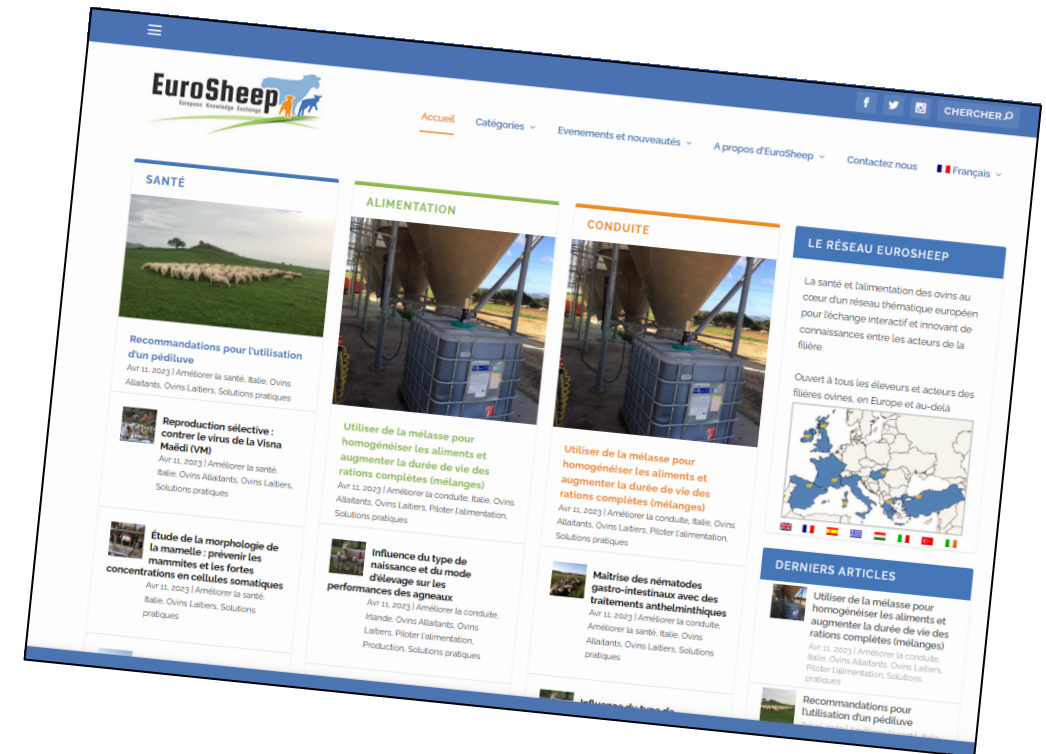 EuroSheep
European Knowledge Exchange
CHERCHER
Accueil
Catégories
Evenements et nouveautés
A propos d'EuroSheep
Contactez nous
Français
SANTÉ
Recommandations pour l'utilisation
d'un pédiluve
Avr 11, 2023 | Améliorer la santé, Italie, Ovins
Allaitants, Ovins Laitiers, Solutions pratiques
Reproduction sélective :
contrer le virus de la Visna
Maëdi (VM)
Avr 11, 2023 | Améliorer la santé,
Italie, Ovins Allaitants, Ovins Laitiers,
Solutions pratiques
Étude de la morphologie de
la mamelle : prévenir les
mammites et les fortes
concentrations en cellules somatiques
Avr 11, 2023 | Améliorer la santé,
Italie, Ovins Laitiers, Solutions
pratiques
ALIMENTATION
Utiliser de la mélasse pour
homogénéiser les aliments et
augmenter la durée de vie des
rations complètes (mélanges)
Avr 11, 2023 | Améliorer la conduite, Italie, Ovins
Allaitants, Ovins Laitiers, Piloter l'alimentation,
Solutions pratiques
Influence du type de
naissance et du mode
d'élevage sur les
performances des agneaux
Avr 11, 2023 | Améliorer la conduite,
Irlande, Ovins Allaitants, Ovins
Laitiers, Piloter l'alimentation,
Production, Solutions pratiques
CONDUITE
Utiliser de la mélasse pour
homogénéiser les aliments et
augmenter la durée de vie des
rations complètes (mélanges)
Avr 11, 2023 | Améliorer la conduite, Italie, Ovins
Allaitants, Ovins Laitiers, Piloter l'alimentation,
Solutions pratiques
Maitrise des nématodes
gastro-intestinaux avec des
traitements anthelminthiques
Avr 11, 2023 | Améliorer la conduite,
Améliorer la santé, Italie, Ovins
Allaitants, Ovins Laitiers, Solutions
pratiques
Influence du type de
LE RÉSEAU EUROSHEEP
La santé et l'alimentation des ovins au
cœur d'un réseau thématique européen
pour l'échange interactif et innovant de
connaissances entre les acteurs de la
filière.
Ouvert à tous les éleveurs et acteurs des
filières ovines, en Europe et au-delà
DERNIERS ARTICLES
Utiliser de la mélasse pour
homogénéiser les aliments et
augmenter la durée de vie des
rations complètes (mélanges)
Avr 11, 2023 | Améliorer la conduite,
Italie, Ovins Allaitants, Ovins Laitiers,
Piloter l'alimentation, Solutions
pratiques
Recommandations pour
l'utilisation d'un pédiluve